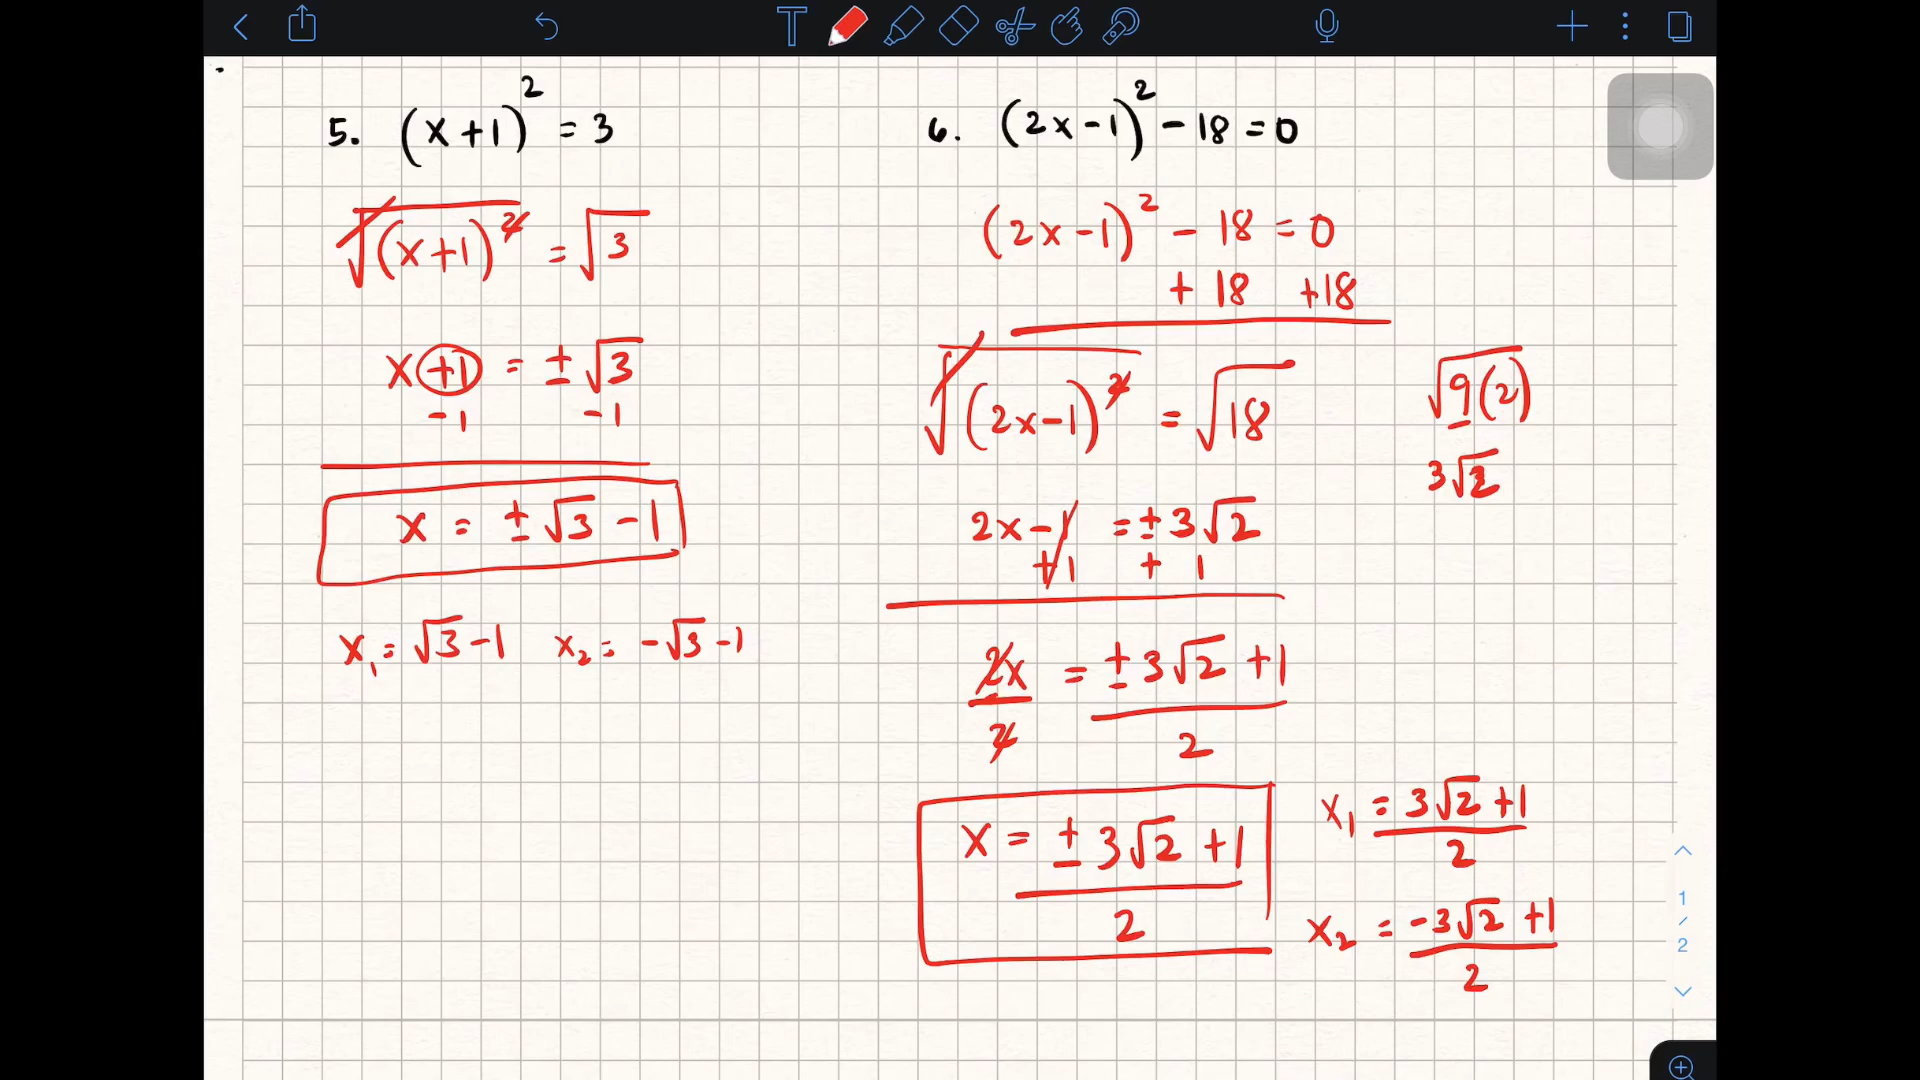 5. (x+1)² = 3
√(x+1)² = √3
x +1 = ± √3
-1 -1
x = ± √3 - 1
x₁ = √3 - 1 x₂ = -√3 - 1
6. (2x-1)² - 18 = 0
(2x-1)² - 18 = 0
+ 18 +18
√(2x-1)² = √18
√9(2)
3√2
2x - 1 = ± 3√2
+1 + 1
2x = ± 3√2 + 1
2 2
x = ± 3√2 + 1
2
x₁ = 3√2 + 1
2
x₂ = -3√2 + 1
2
1
/
2